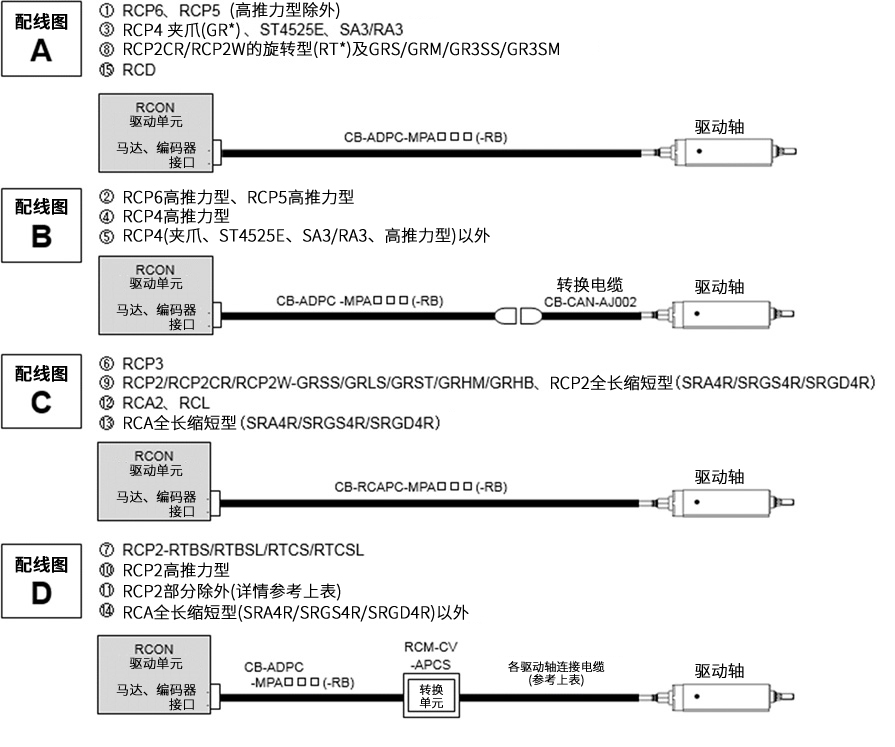 配线图
A
① RCP6、RCP5（高推力型除外)
③ RCP4 夹爪(GR*) 、ST4525E、SA3/RA3
⑧ RCP2CR/RCP2W的旋转型(RT*)及GRS/GRM/GR3SS/GR3SM
⑮ RCD
RCON
驱动单元
马达、编码器
接口
CB-ADPC-MPA□□□(-RB)
驱动轴
配线图
B
② RCP6高推力型、RCP5高推力型
④ RCP4高推力型
⑤ RCP4(夹爪、ST4525E、SA3/RA3、高推力型)以外
RCON
驱动单元
马达、编码器
接口
CB-ADPC -MPA□□□(-RB)
转换电缆
CB-CAN-AJ002
驱动轴
配线图
C
⑥ RCP3
⑨ RCP2/RCP2CR/RCP2W-GRSS/GRLS/GRST/GRHM/GRHB、RCP2全长缩短型（SRA4R/SRGS4R/SRGD4R）
⑫ RCA2、RCL
⑬ RCA全长缩短型（SRA4R/SRGS4R/SRGD4R）
RCON
驱动单元
马达、编码器
接口
CB-RCAPC-MPA□□□(-RB)
驱动轴
配线图
D
⑦ RCP2-RTBS/RTBSL/RTCS/RTCSL
⑩ RCP2高推力型
⑪ RCP2部分除外(详情参考上表)
⑭ RCA全长缩短型(SRA4R/SRGS4R/SRGD4R)以外
RCON
驱动单元
马达、编码器
接口
CB-ADPC
-MPA□□□(-RB)
RCM-CV
-APCS
转换
单元
各驱动轴连接电缆
(参考上表)
驱动轴